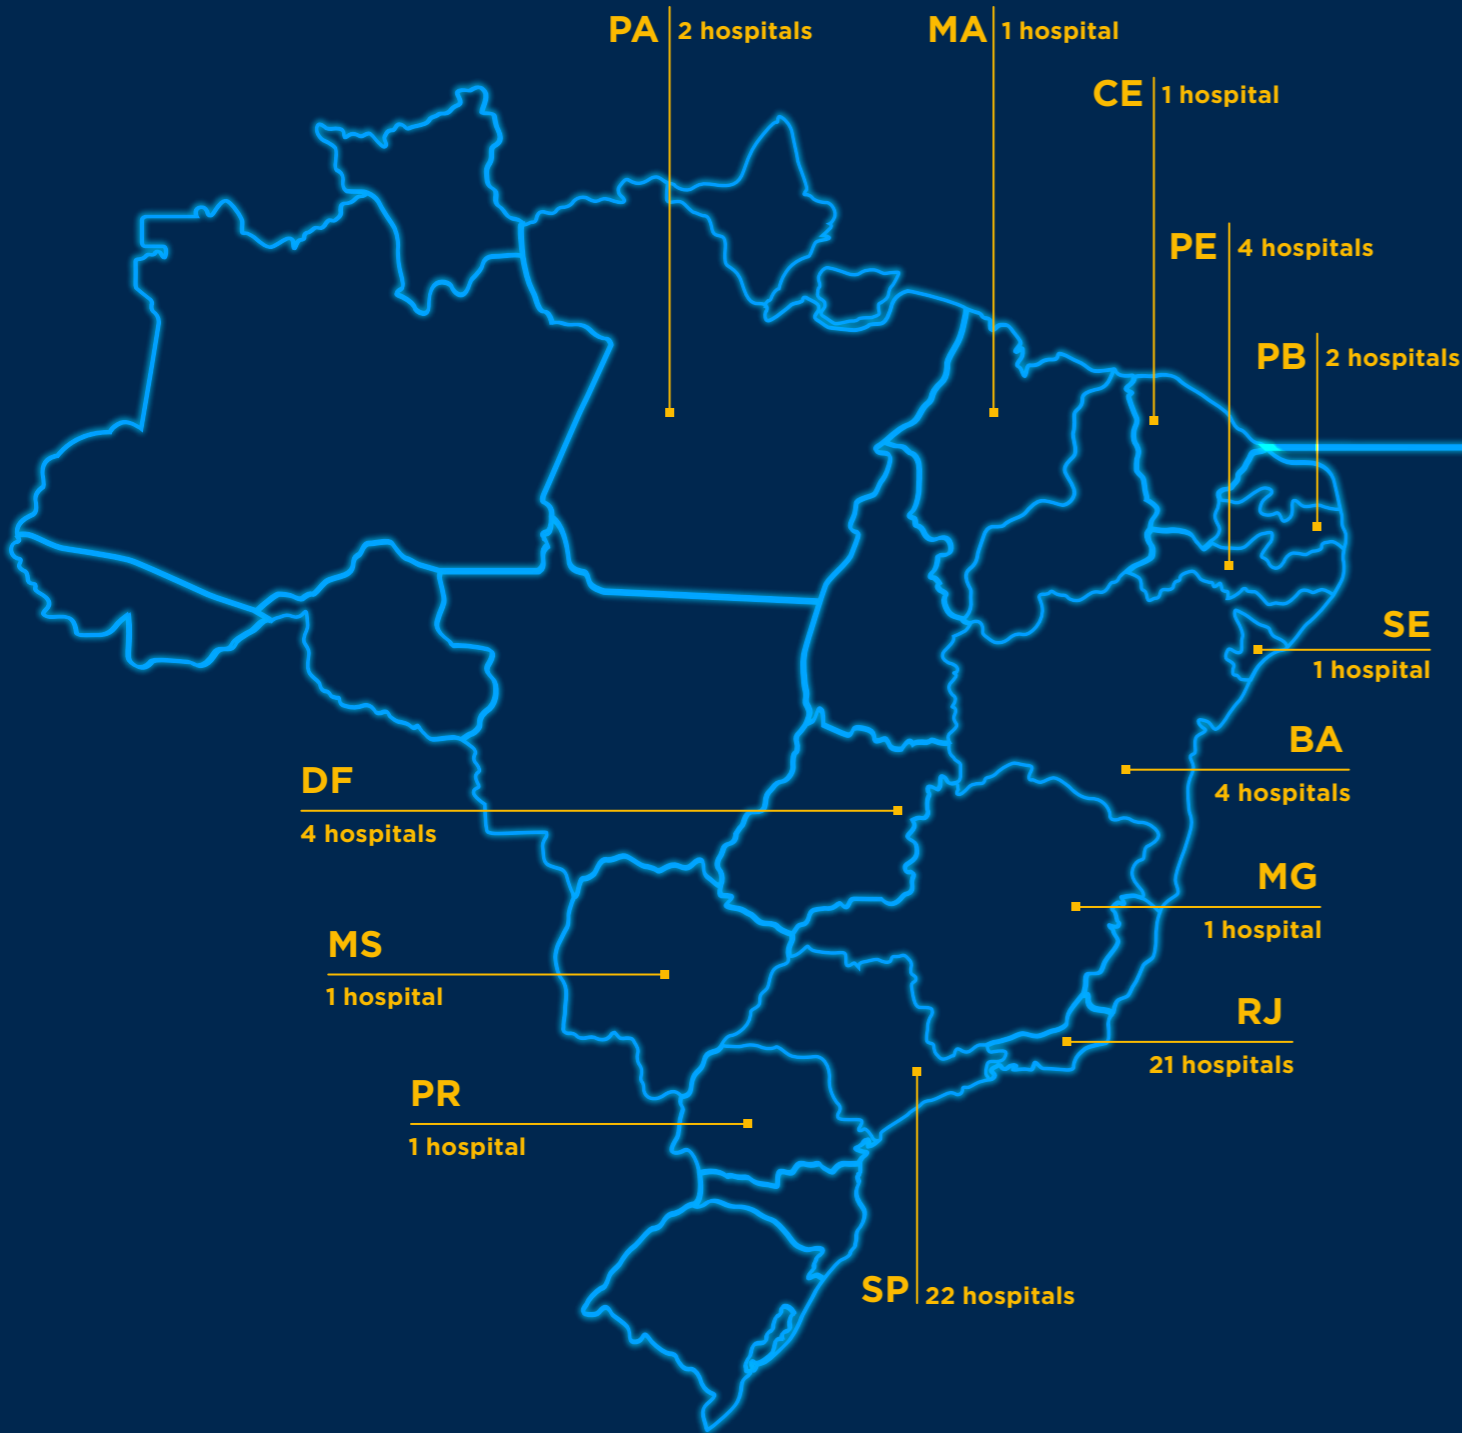 PA 2 hospitals
MA 1 hospital
CE 1 hospital
PE 4 hospitals
PB 2 hospitals
SE
1 hospital
BA
4 hospitals
DF
4 hospitals
MG
1 hospital
MS
1 hospital
RJ
21 hospitals
PR
1 hospital
SP 22 hospitals